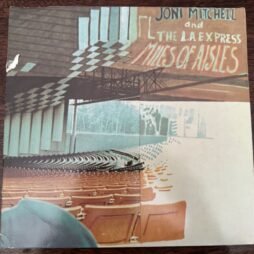 JONI MITCHELL
and
THE L.A. EXPRESS
MILES OF AISLES